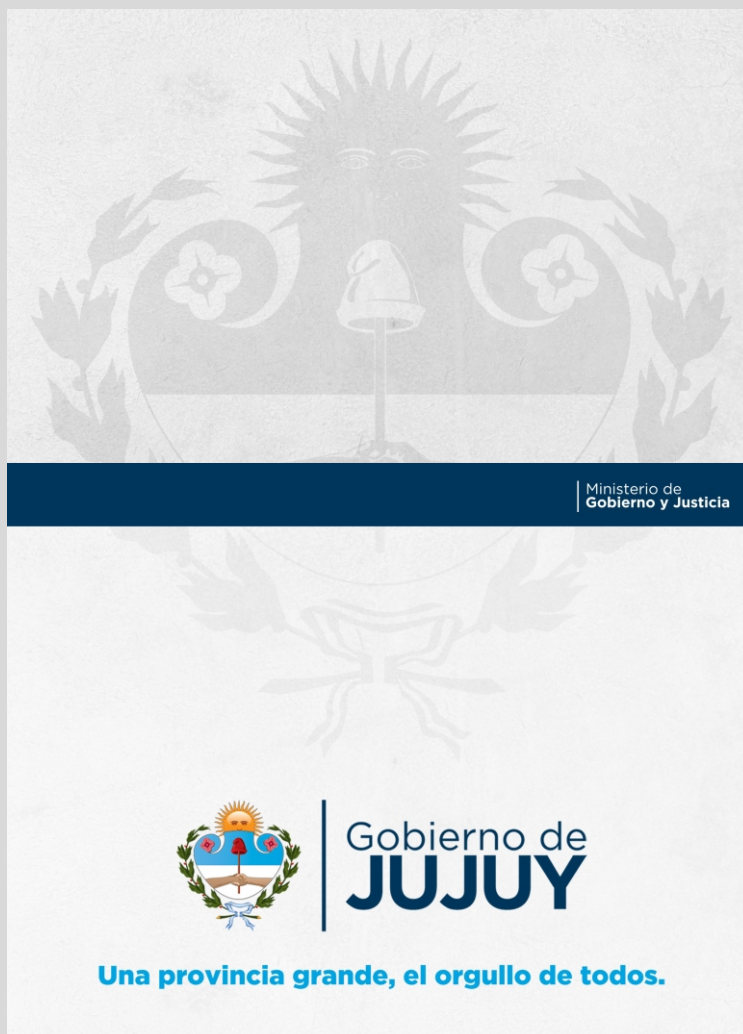 Ministerio de
Gobierno y Justicia
Gobierno de
JUJUY
Una provincia grande, el orgullo de todos.